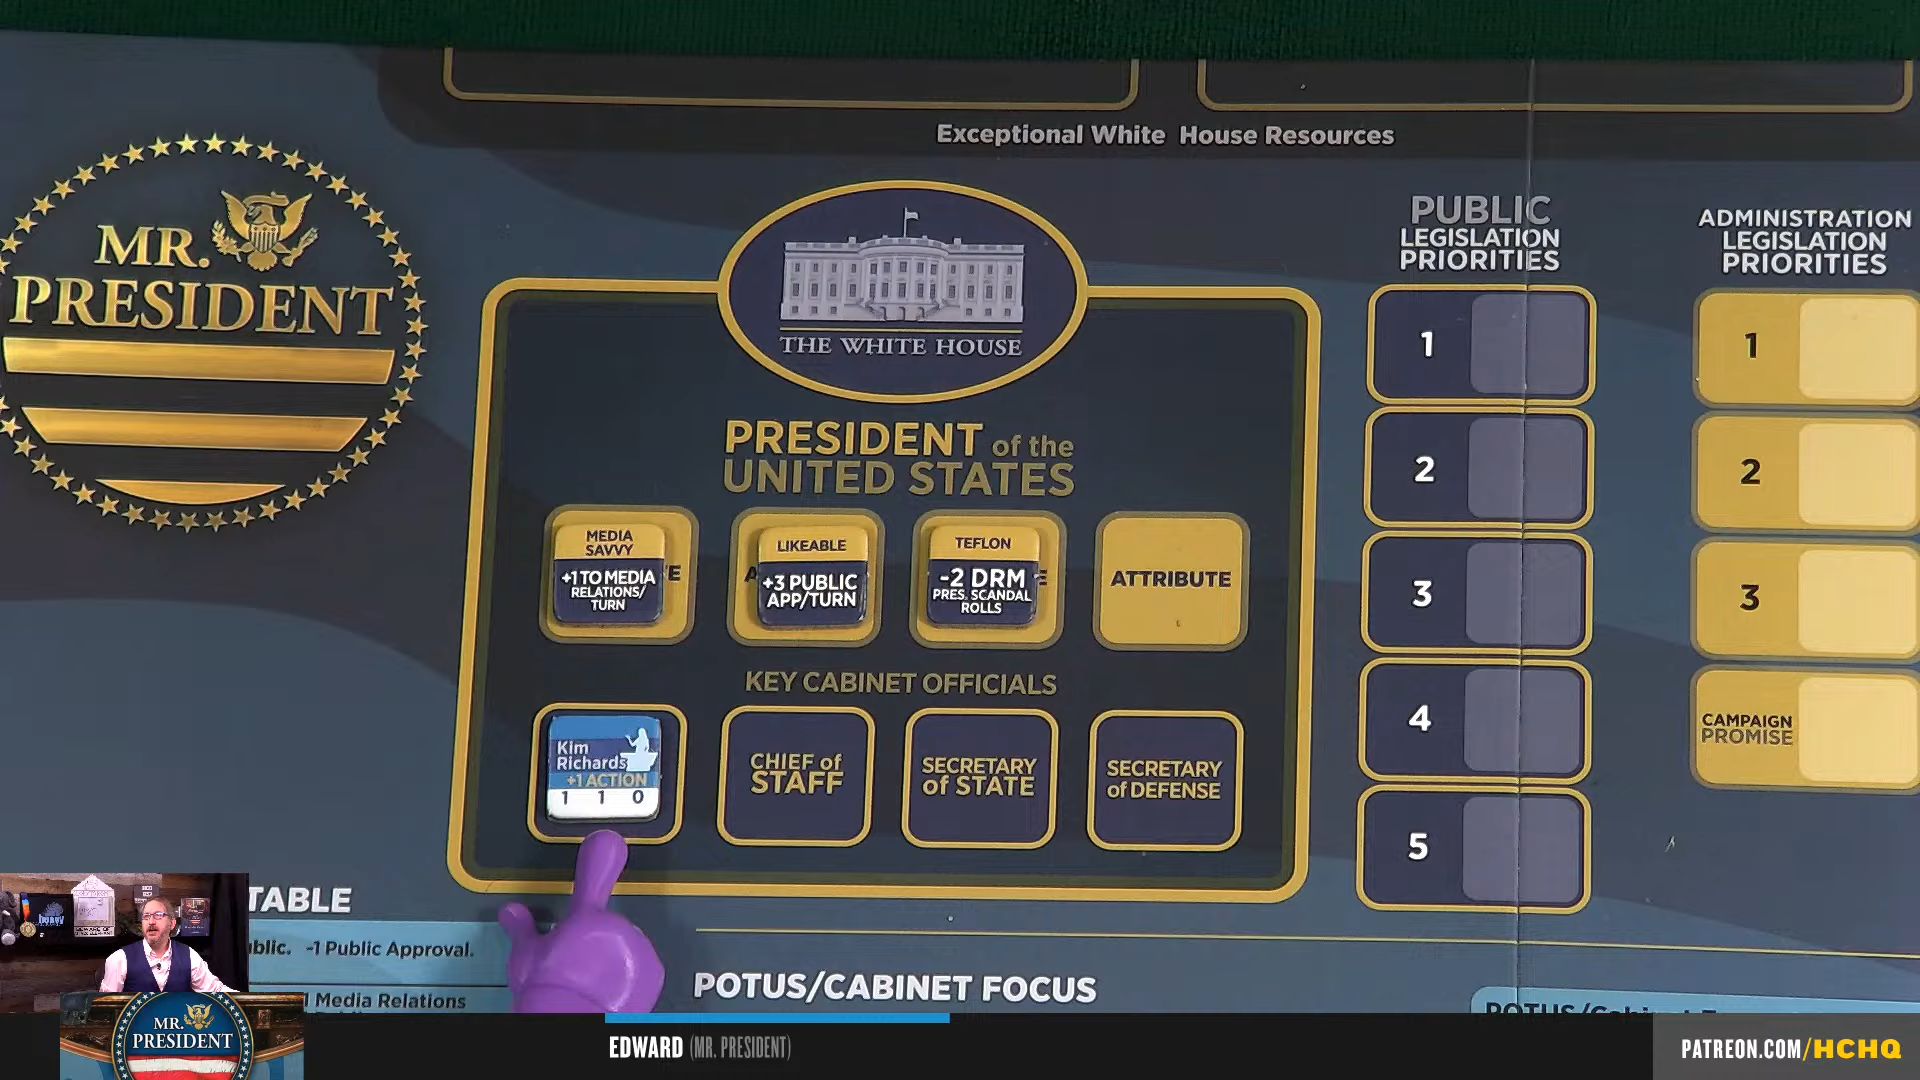 Exceptional White House Resources
MR.
PRESIDENT
THE WHITE HOUSE
PRESIDENT of the
UNITED STATES
MEDIA
SAVVY
+1 TO MEDIA
RELATIONS/
TURN
LIKEABLE
+3 PUBLIC
APP/TURN
TEFLON
-2 DRM
PRES. SCANDAL
ROLLS
ATTRIBUTE
KEY CABINET OFFICIALS
Kim
Richards
+1 ACTION
1 1 0
CHIEF of
STAFF
SECRETARY
of STATE
SECRETARY
of DEFENSE
PUBLIC
LEGISLATION
PRIORITIES
1
2
3
4
5
ADMINISTRATION
LEGISLATION
PRIORITIES
1
2
3
CAMPAIGN
PROMISE
TABLE
-1 Public Approval.
Media Relations
POTUS/CABINET FOCUS
MR.
PRESIDENT
EDWARD (MR. PRESIDENT)
PATREON.COM/HCHQ